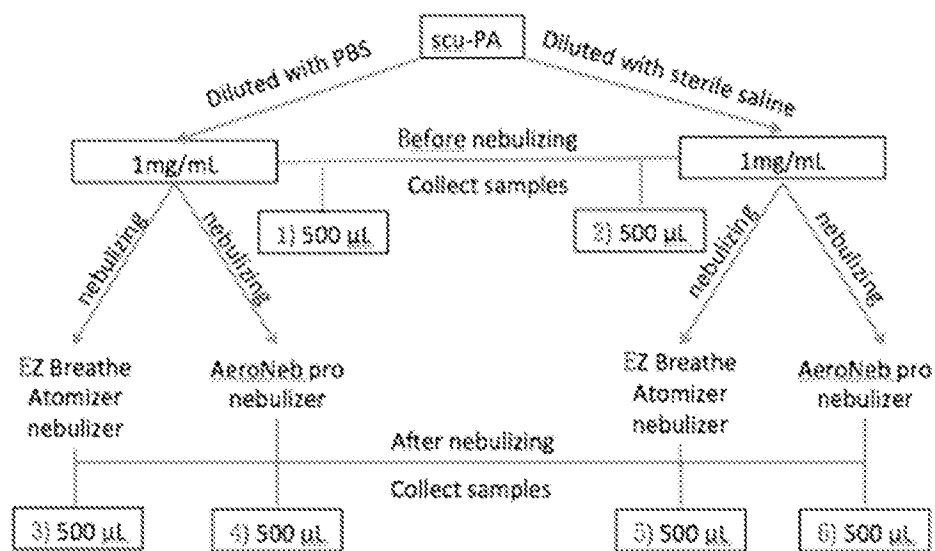 scu-PA
Diluted with PBS
Diluted with sterile saline
1mg/mL
Before nebulizing
1mg/mL
Collect samples
1) 500 µL
2) 500 µL
nebulizing
nebulizing
nebulizing
nebulizing
EZ Breathe
Atomizer
nebulizer
AeroNeb pro
nebulizer
EZ Breathe
Atomizer
nebulizer
AeroNeb pro
nebulizer
After nebulizing
Collect samples
3) 500 µL
4) 500 µL
5) 500 µL
6) 500 µL